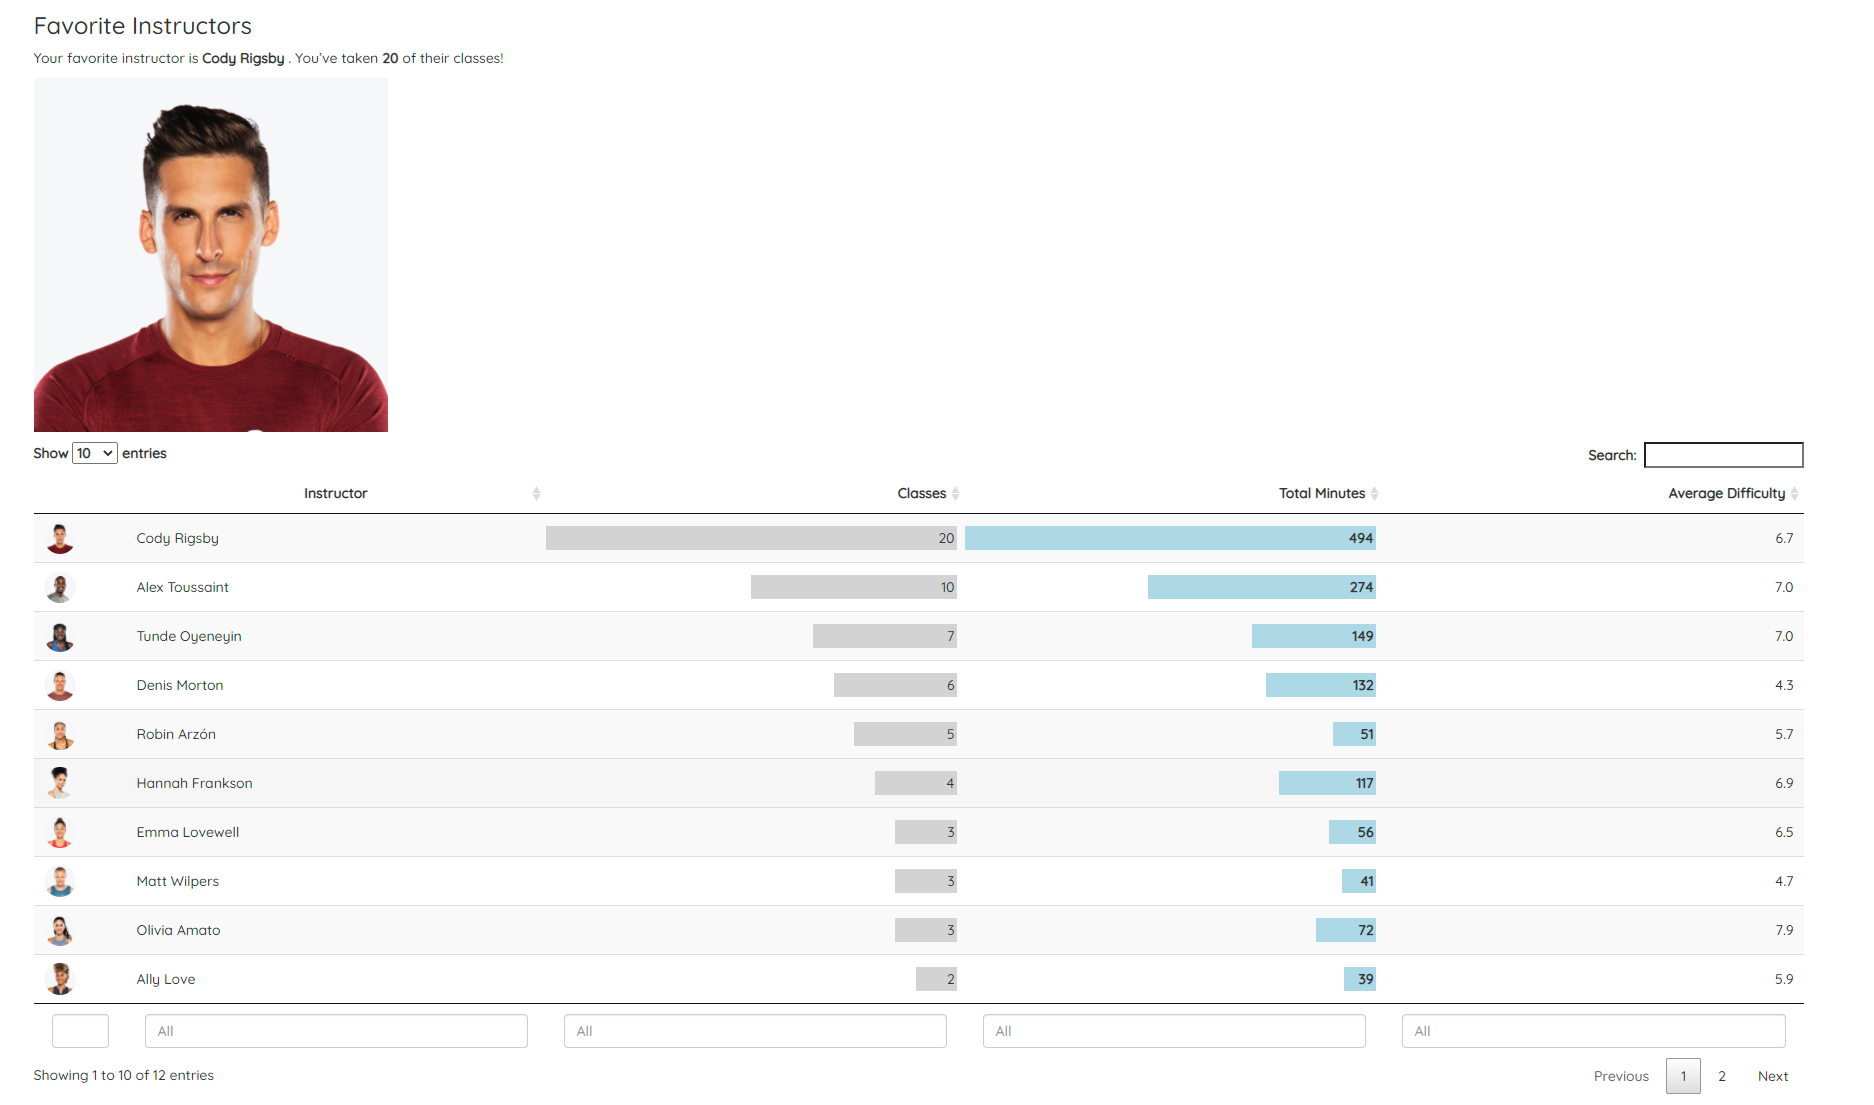 Favorite Instructors
Your favorite instructor is Cody Rigsby . You've taken 20 of their classes!
Show 10 entries Search:
Instructor Classes Total Minutes Average Difficulty
Cody Rigsby 20 494 6.7
Alex Toussaint 10 274 7.0
Tunde Oyeneyin 7 149 7.0
Denis Morton 6 132 4.3
Robin Arzón 5 51 5.7
Hannah Frankson 4 117 6.9
Emma Lovewell 3 56 6.5
Matt Wilpers 3 41 4.7
Olivia Amato 3 72 7.9
Ally Love 2 39 5.9
All All All All
Showing 1 to 10 of 12 entries Previous 1 2 Next